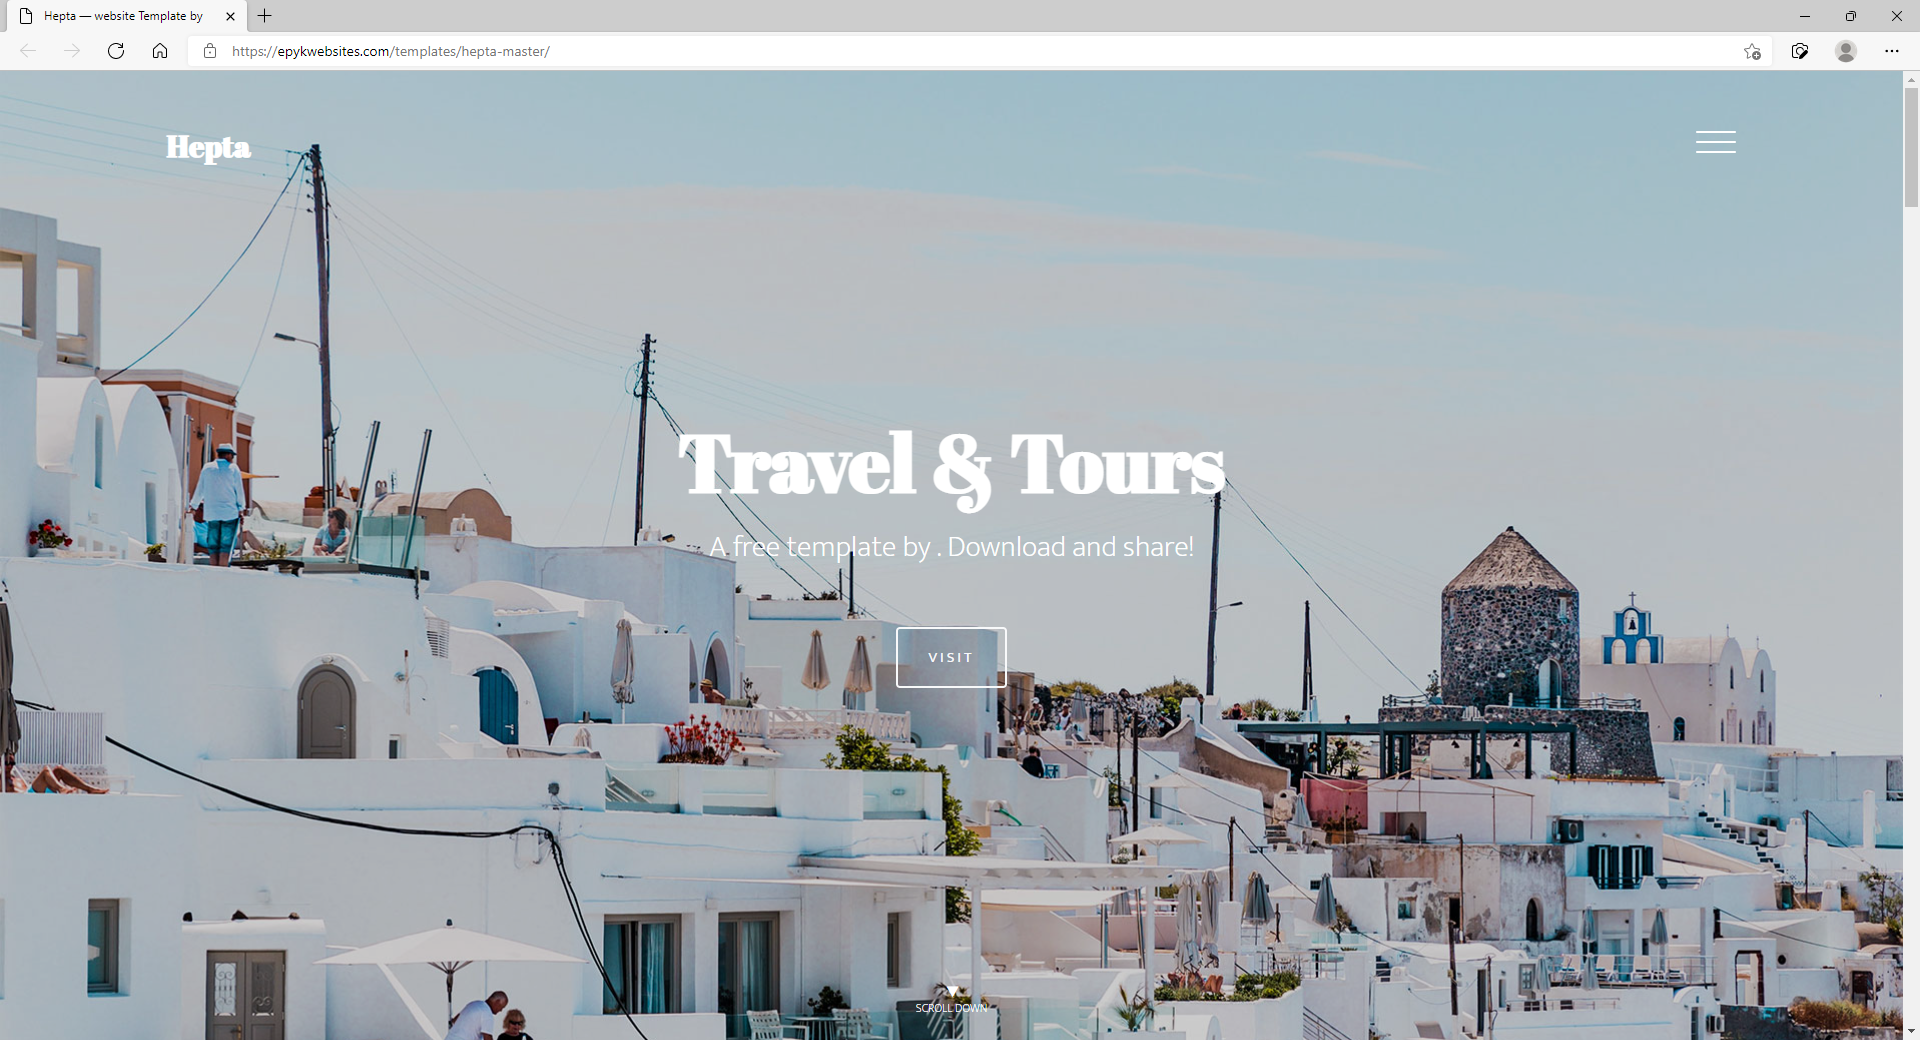 Hepta — website Template by
https://epykwebsites.com/templates/hepta-master/
Hepta
Travel & Tours
A free template by . Download and share!
VISIT
SCROLL DOWN